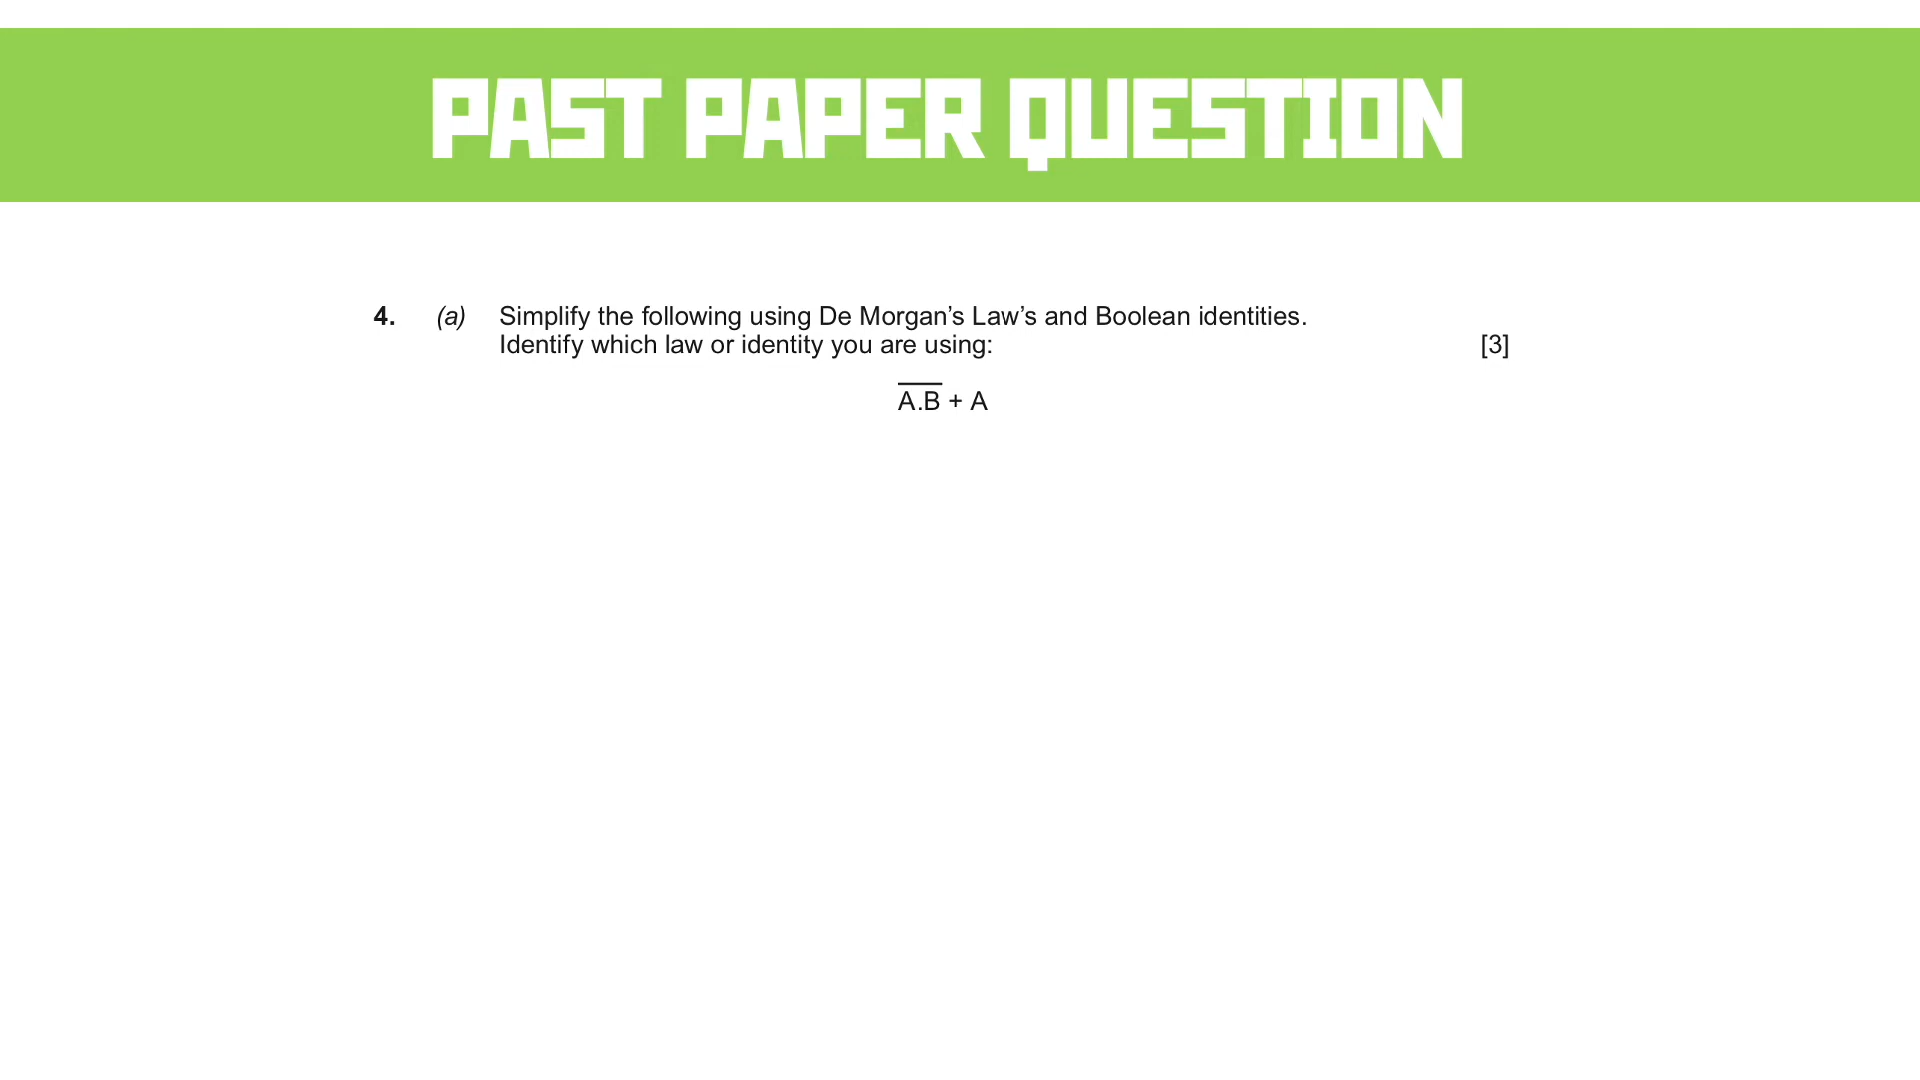 PAST PAPER QUESTION
4. (a) Simplify the following using De Morgan’s Law’s and Boolean identities.
Identify which law or identity you are using: [3]
A̅.̅B̅ + A